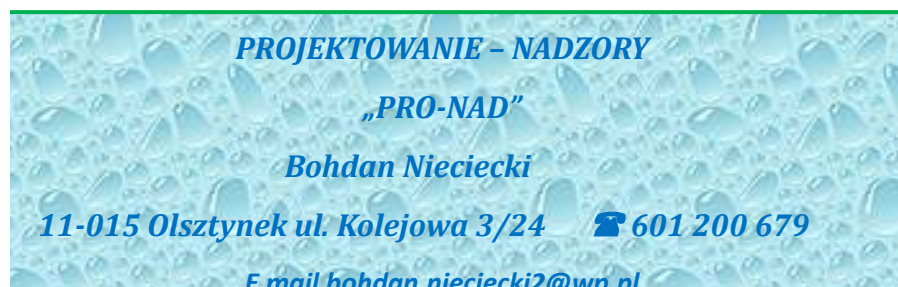 PROJEKTOWANIE – NADZORY
„PRO-NAD”
Bohdan Nieciecki
11-015 Olsztynek ul. Kolejowa 3/24 ☎ 601 200 679
E mail bohdan.nieciecki2@wp.pl